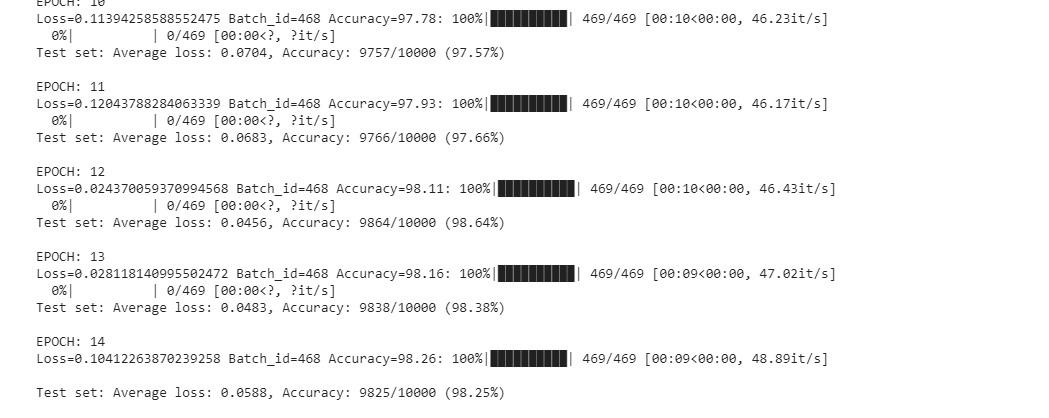 EPOCH: 10
Loss=0.11394258588552475 Batch_id=468 Accuracy=97.78: 100%|██████████| 469/469 [00:10<00:00, 46.23it/s]
0%| | 0/469 [00:00<?, ?it/s]
Test set: Average loss: 0.0704, Accuracy: 9757/10000 (97.57%)
EPOCH: 11
Loss=0.12043788284063339 Batch_id=468 Accuracy=97.93: 100%|██████████| 469/469 [00:10<00:00, 46.17it/s]
0%| | 0/469 [00:00<?, ?it/s]
Test set: Average loss: 0.0683, Accuracy: 9766/10000 (97.66%)
EPOCH: 12
Loss=0.024370059370994568 Batch_id=468 Accuracy=98.11: 100%|██████████| 469/469 [00:10<00:00, 46.43it/s]
0%| | 0/469 [00:00<?, ?it/s]
Test set: Average loss: 0.0456, Accuracy: 9864/10000 (98.64%)
EPOCH: 13
Loss=0.028118140995502472 Batch_id=468 Accuracy=98.16: 100%|██████████| 469/469 [00:09<00:00, 47.02it/s]
0%| | 0/469 [00:00<?, ?it/s]
Test set: Average loss: 0.0483, Accuracy: 9838/10000 (98.38%)
EPOCH: 14
Loss=0.10412263870239258 Batch_id=468 Accuracy=98.26: 100%|██████████| 469/469 [00:09<00:00, 48.89it/s]
Test set: Average loss: 0.0588, Accuracy: 9825/10000 (98.25%)